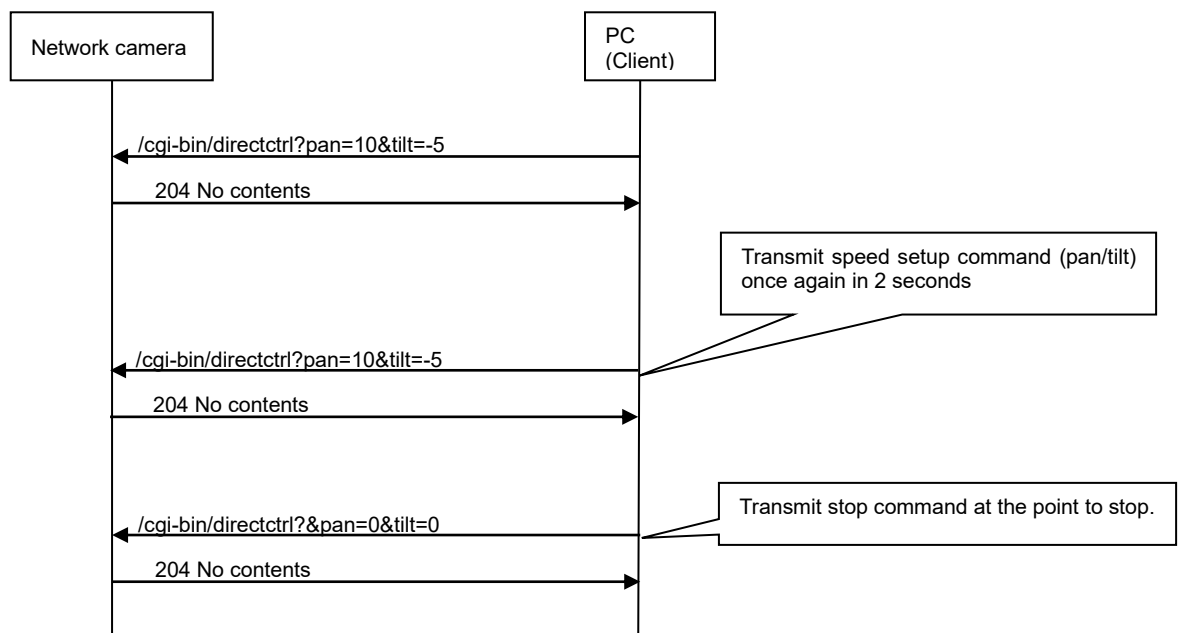 Network camera
PC
(Client)
/cgi-bin/directctrl?pan=10&tilt=-5
204 No contents
Transmit speed setup command (pan/tilt)
once again in 2 seconds
/cgi-bin/directctrl?pan=10&tilt=-5
204 No contents
Transmit stop command at the point to stop.
/cgi-bin/directctrl?&pan=0&tilt=0
204 No contents